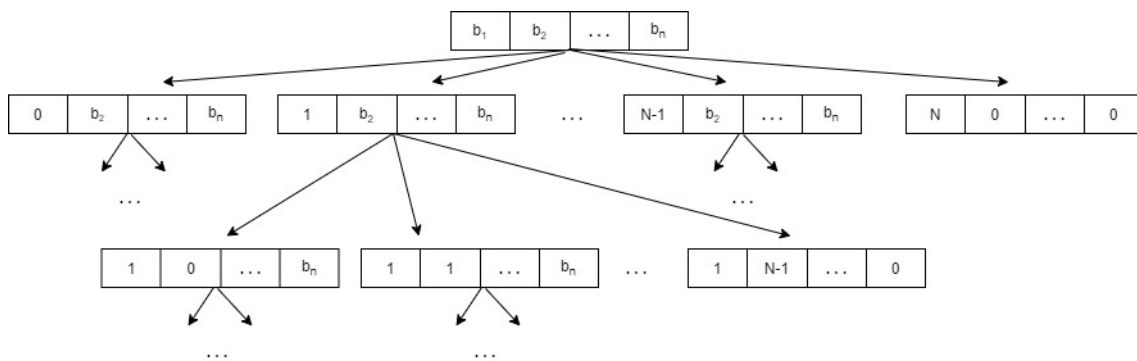 b₁ b₂ ... bₙ
0 b₂ ... bₙ 1 b₂ ... bₙ ... N-1 b₂ ... bₙ N 0 ... 0
... ...
1 0 ... bₙ 1 1 ... bₙ ... 1 N-1 ... 0
... ...